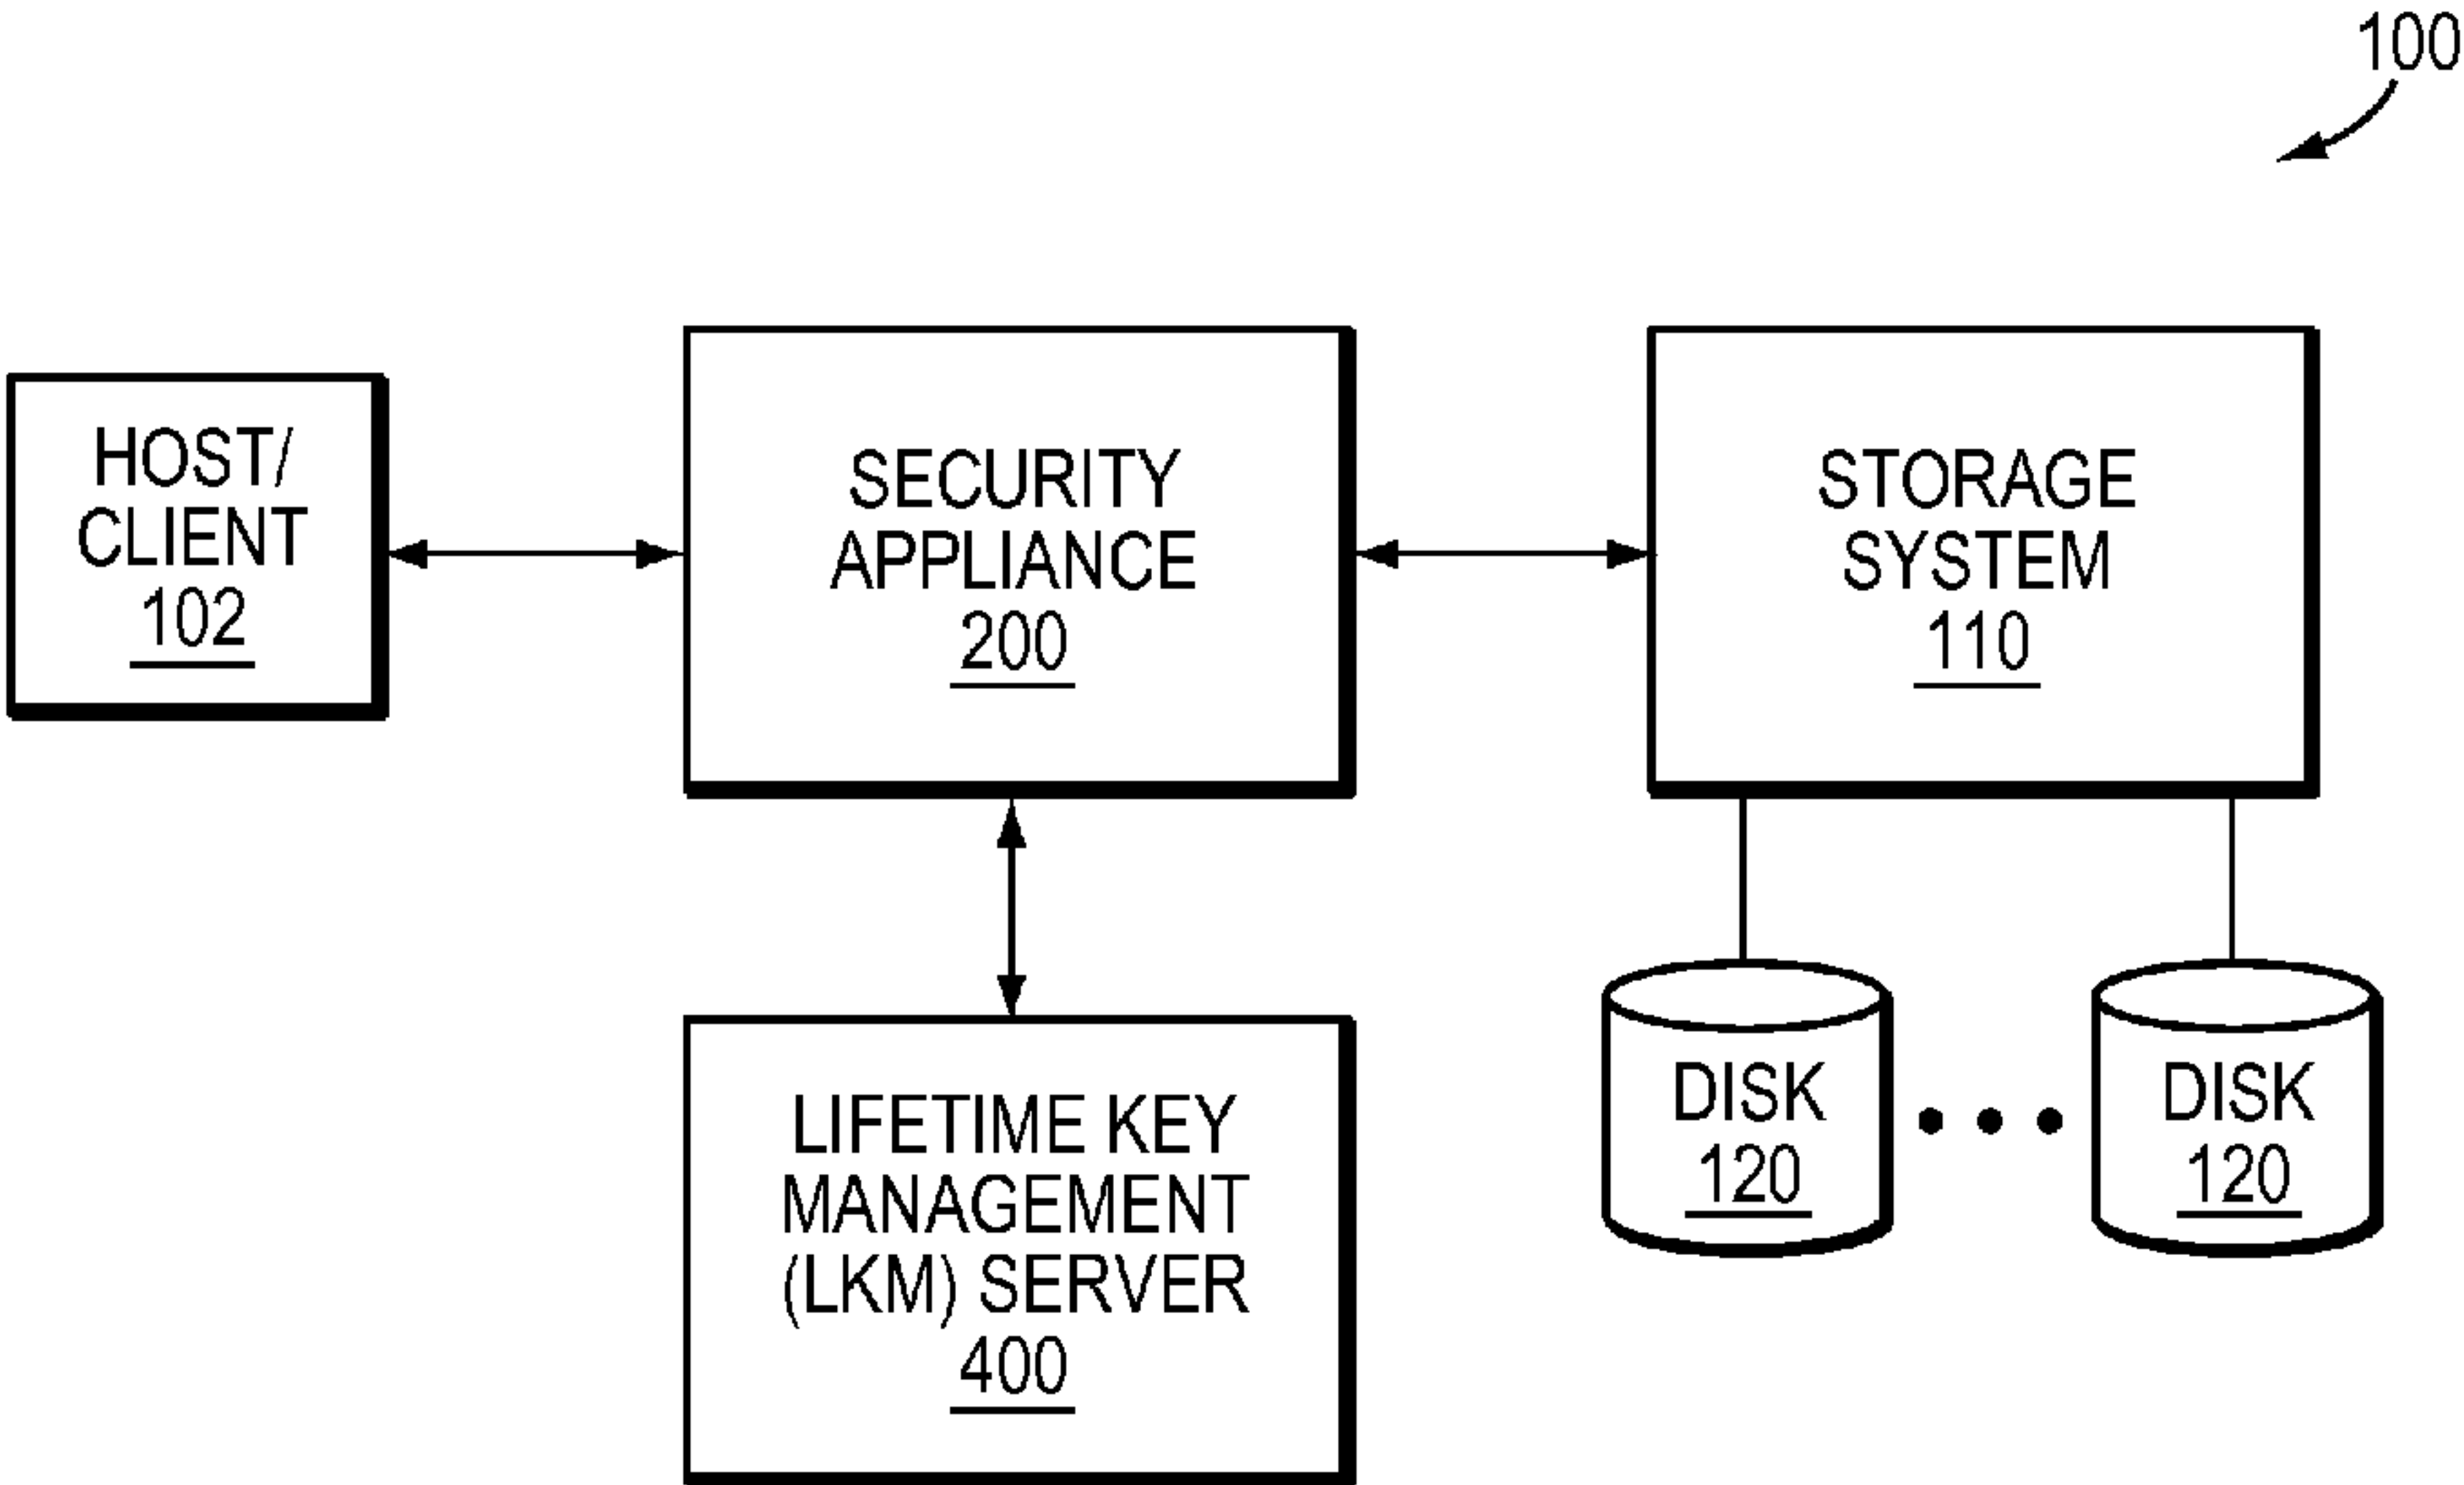 100
HOST/
CLIENT
102
SECURITY
APPLIANCE
200
STORAGE
SYSTEM
110
LIFETIME KEY
MANAGEMENT
(LKM) SERVER
400
DISK
120
DISK
120